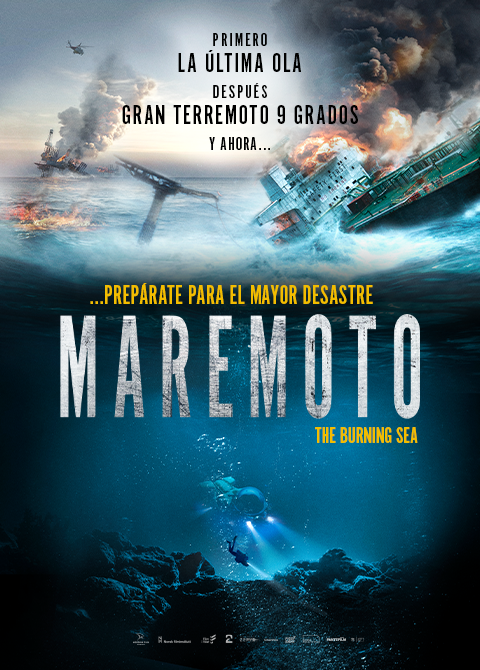 PRIMERO
LA ÚLTIMA OLA
DESPUÉS
GRAN TERREMOTO 9 GRADOS
Y AHORA...
...PREPÁRATE PARA EL MAYOR DESASTRE
MAREMOTO
THE BURNING SEA